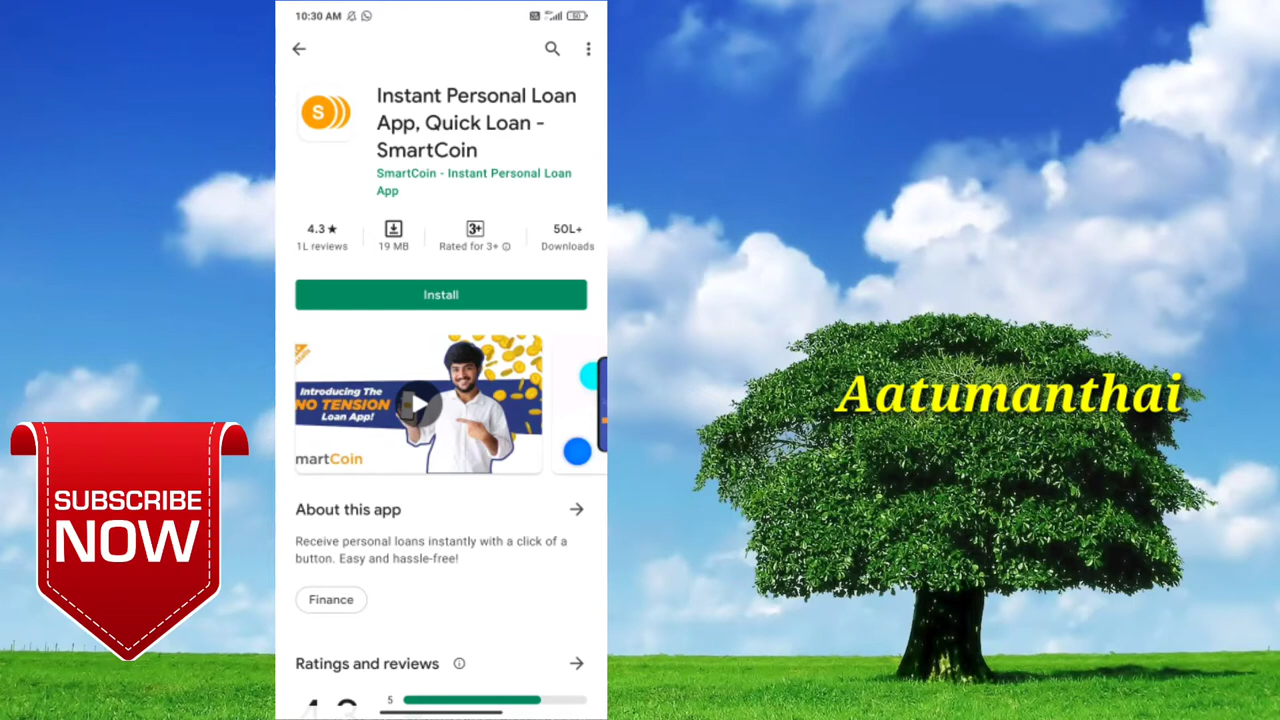 10:30 AM
Instant Personal Loan
App, Quick Loan -
SmartCoin
SmartCoin - Instant Personal Loan
App
S
4.3★
1L reviews
19 MB
3+
Rated for 3+
50L+
Downloads
Install
Introducing The
NO TENSION
Loan App!
martCoin
About this app
Receive personal loans instantly with a click of a
button. Easy and hassle-free!
Finance
Ratings and reviews
4.3
5
SUBSCRIBE
NOW
Aatumanthai